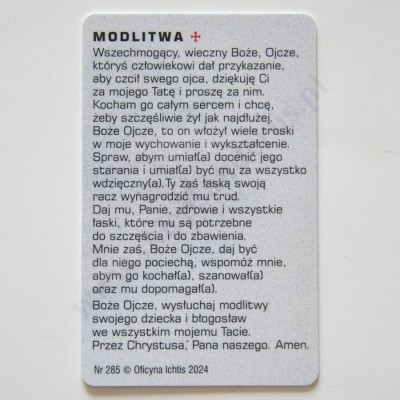 MODLITWA ✠
Wszechmogący, wieczny Boże, Ojcze,
któryś człowiekowi dał przykazanie,
aby czcił swego ojca, dziękuję Ci
za mojego Tatę i proszę za nim.
Kocham go całym sercem i chcę,
żeby szczęśliwie żył jak najdłużej.
Boże Ojcze, to on włożył wiele troski
w moje wychowanie i wykształcenie.
Spraw, abym umiał(a) docenić jego
starania i umiał(a) być mu za wszystko
wdzięczny(a).Ty zaś łaską swoją
racz wynagrodzić mu trud.
Daj mu, Panie, zdrowie i wszystkie
łaski, które mu są potrzebne
do szczęścia i do zbawienia.
Mnie zaś, Boże Ojcze, daj być
dla niego pociechą, wspomóż mnie,
abym go kochał(a), szanował(a)
oraz mu dopomagał(a).
Boże Ojcze, wysłuchaj modlitwy
swojego dziecka i błogosław
we wszystkim mojemu Tacie.
Przez Chrystusa, Pana naszego. Amen.
Nr 285 © Oficyna Ichtis 2024